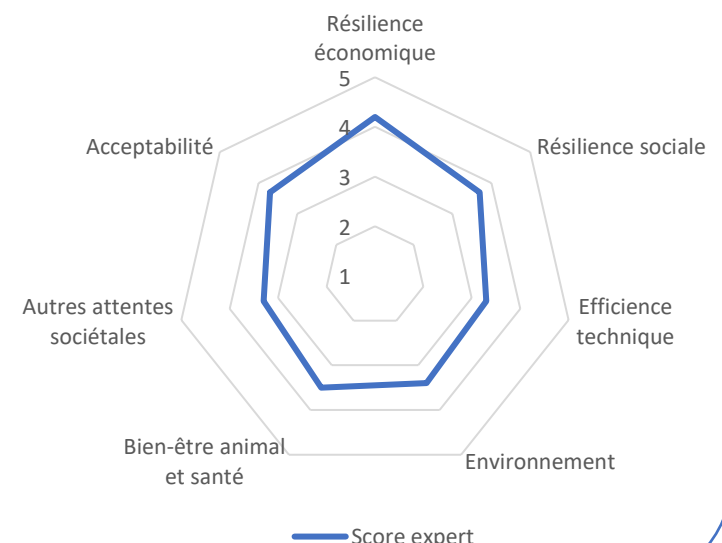 Résilience
économique
5
Acceptabilité
4
Résilience sociale
3
2
1
Autres attentes
sociétales
Efficience
technique
Bien-être animal
et santé
Environnement
Score expert